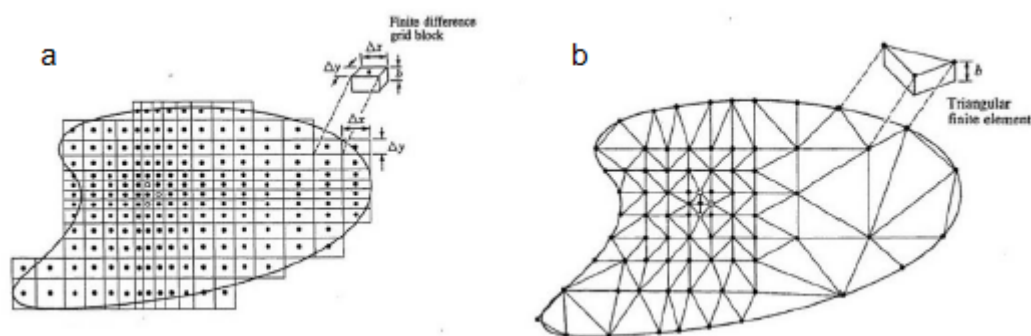 a
Finite difference
grid block
Δx
Δy
b
Δx
Δy
b
b
Triangular
finite element